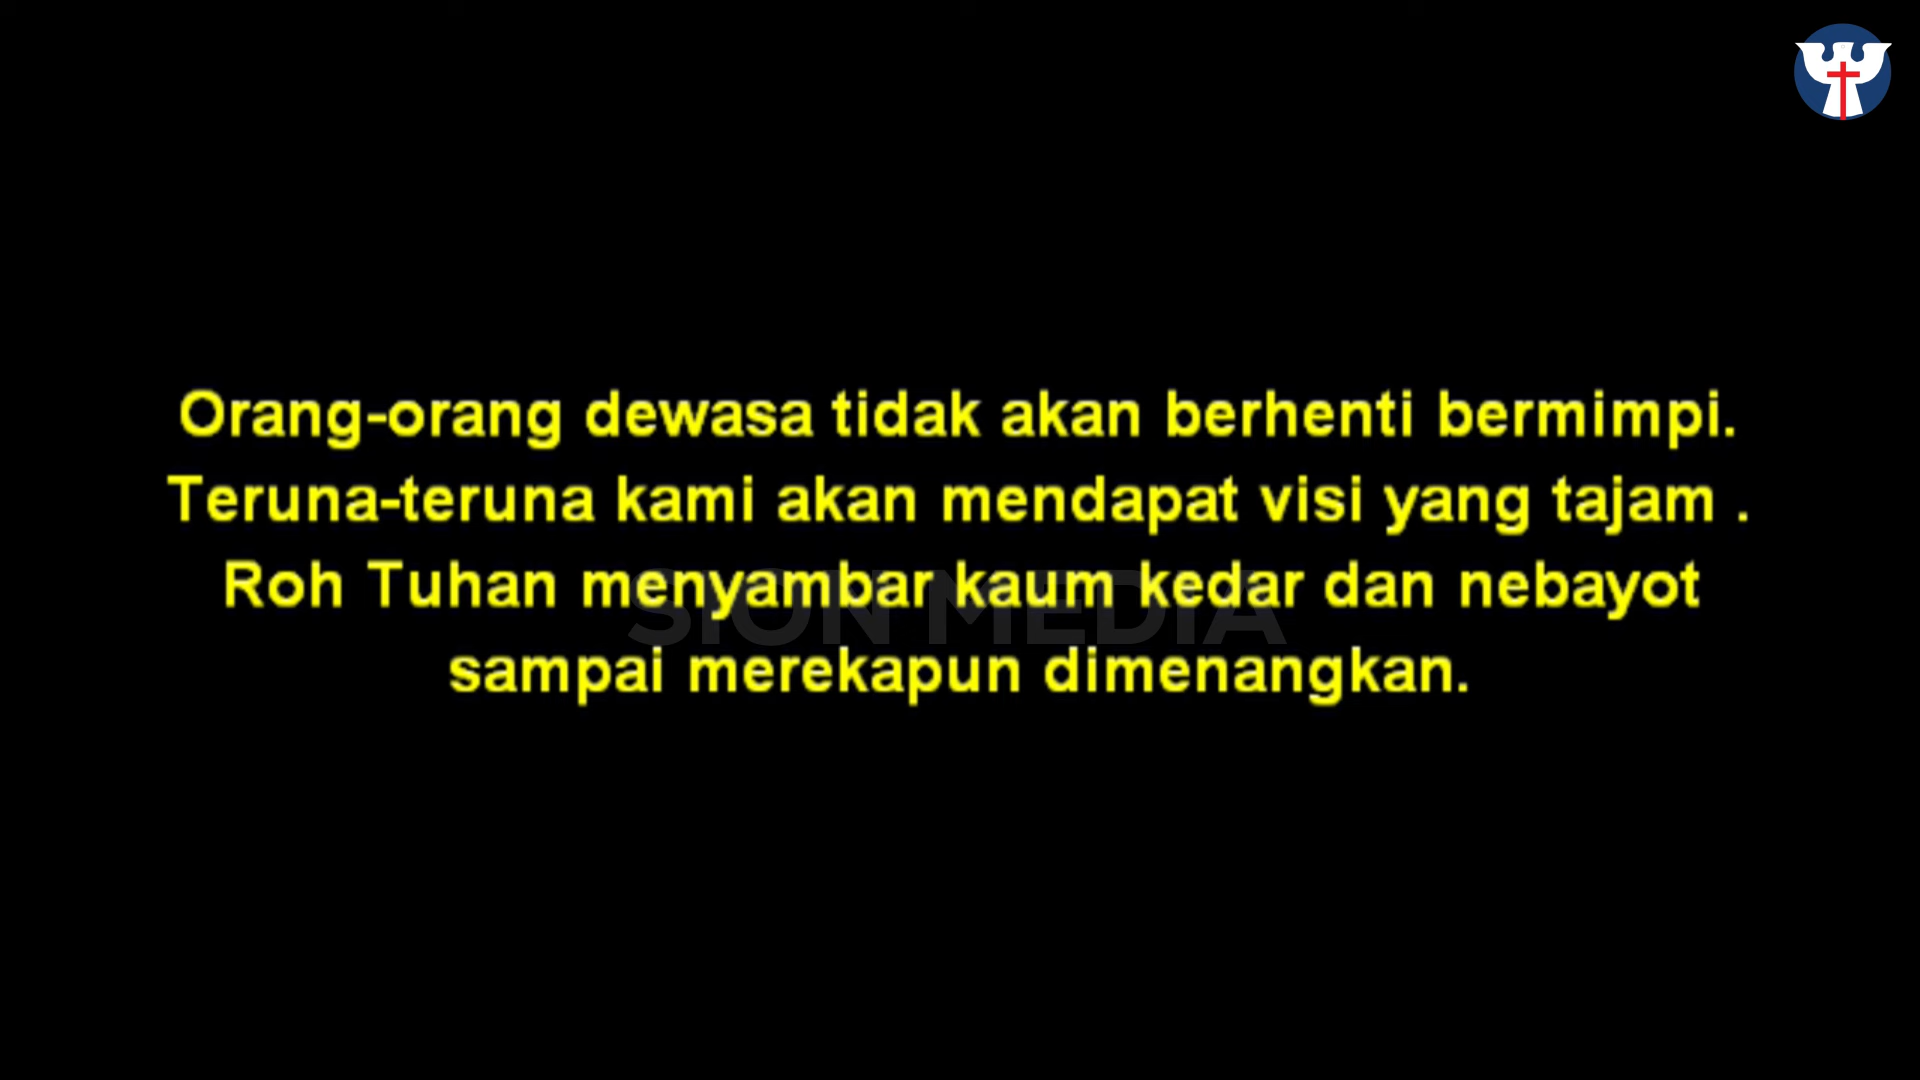 Orang-orang dewasa tidak akan berhenti bermimpi.
Teruna-teruna kami akan mendapat visi yang tajam .
Roh Tuhan menyambar kaum kedar dan nebayot
SION MEDIA
sampai merekapun dimenangkan.